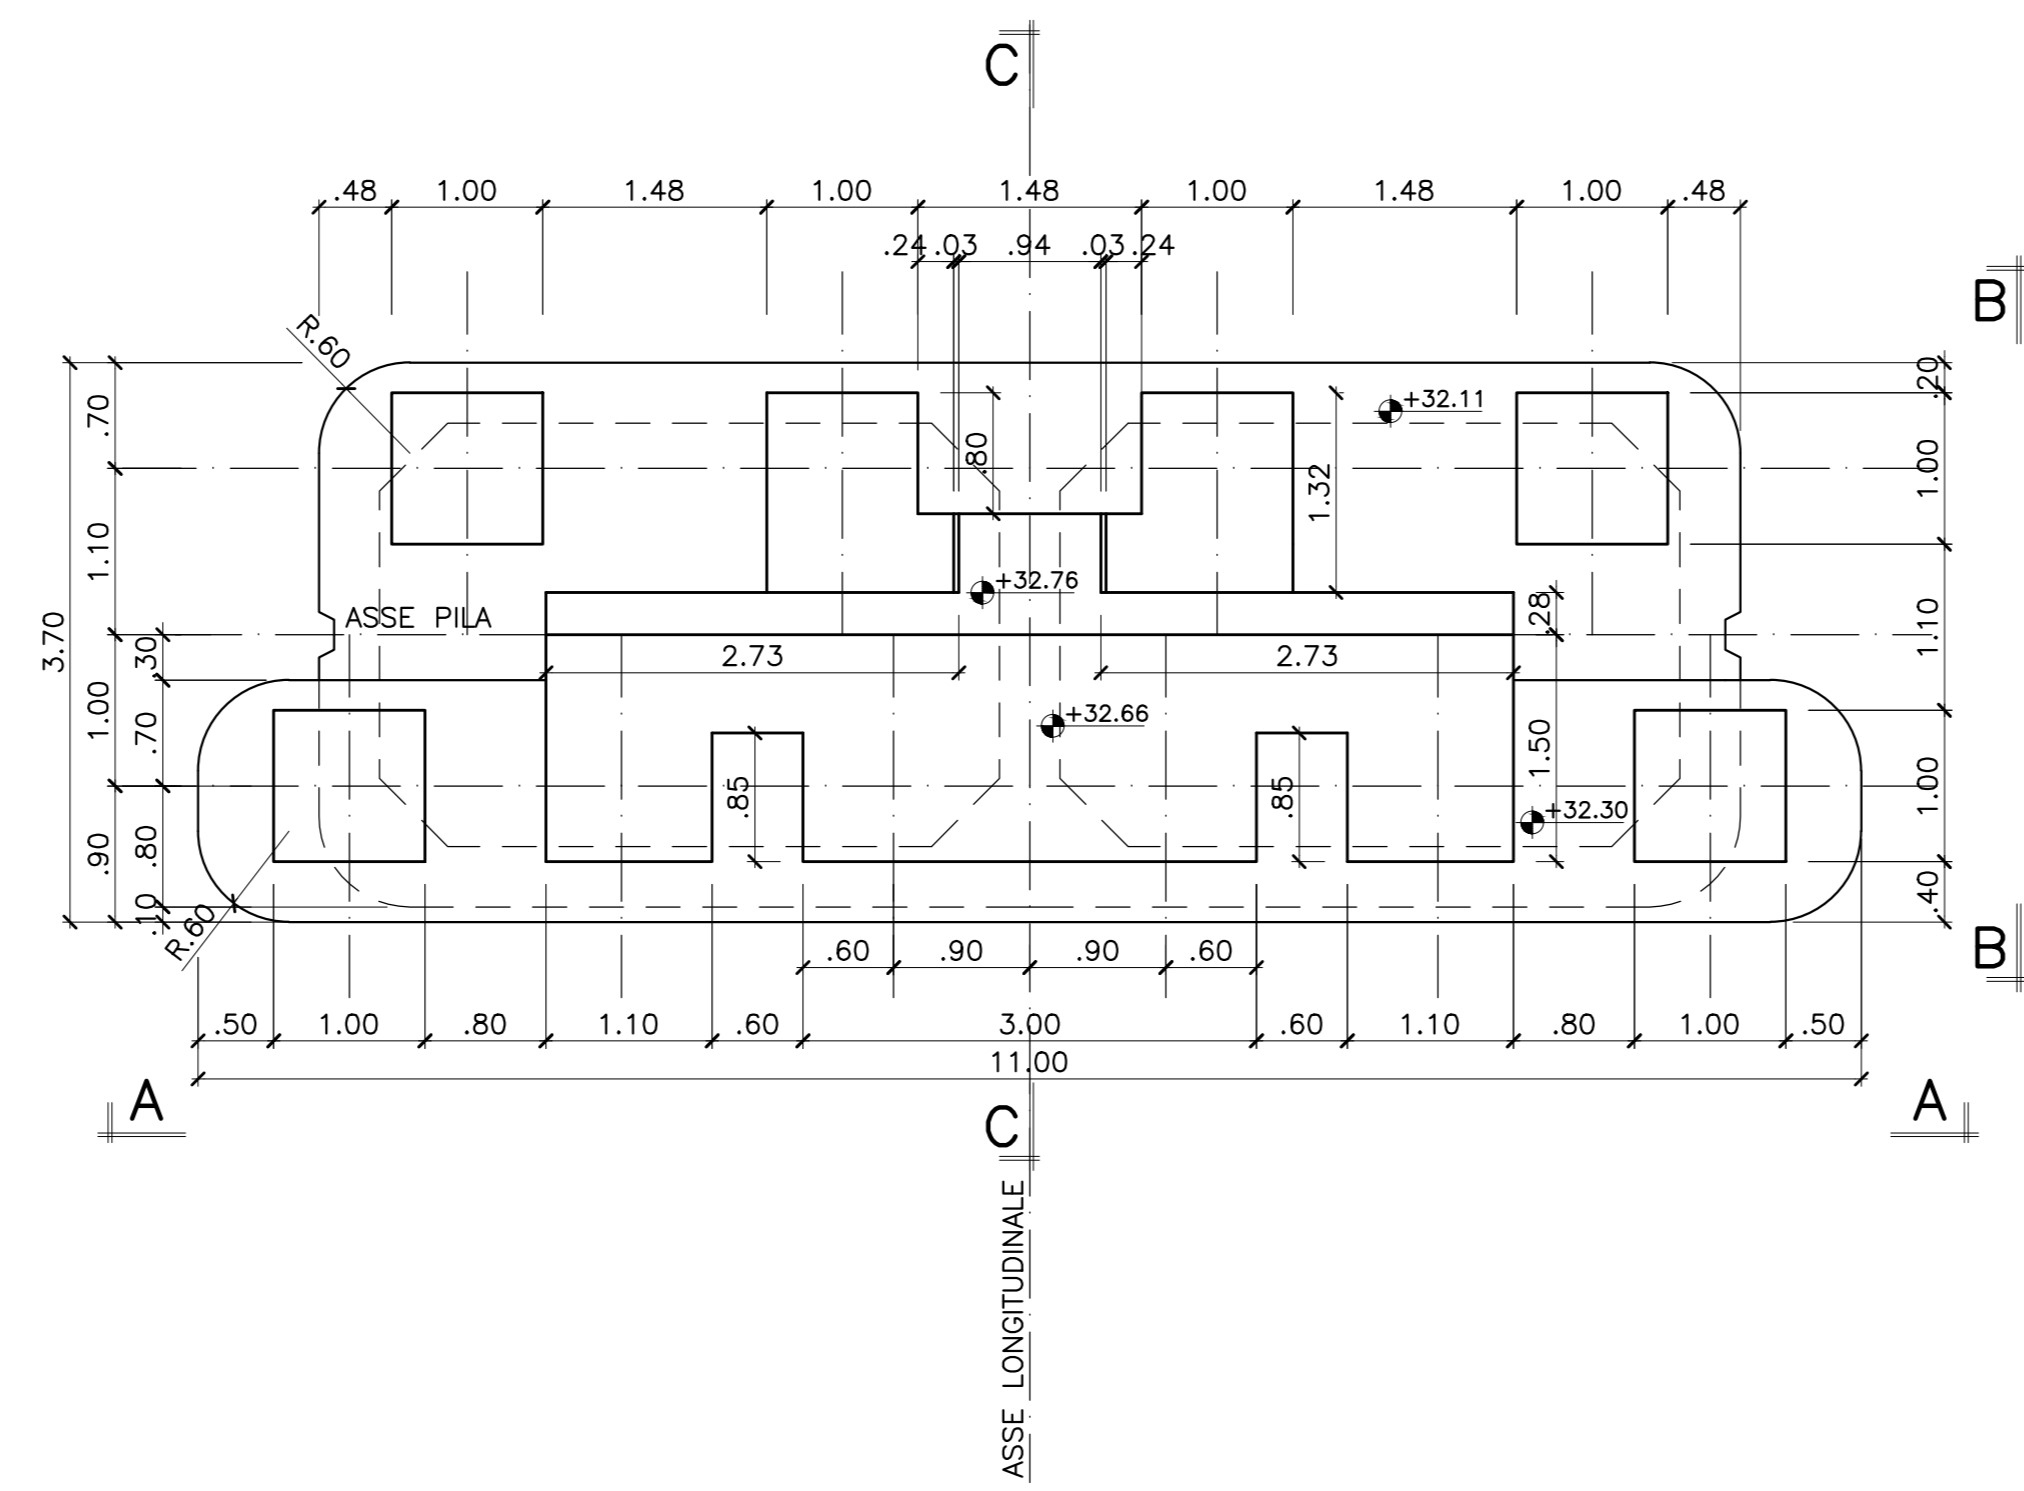 C
.48 1.00 1.48 1.00 1.48 1.00 1.48 1.00 .48
.24 .03 .94 .03 .24
B
R.60
.20
+32.11
.70
.80
1.00
1.32
1.10
+32.76
.28
ASSE PILA
3.70
.30
1.10
2.73 2.73
1.00
.70
+32.66
1.50
.85
.85
1.00
+32.30
.90
.80
.40
.10
R.60
B
.60 .90 .90 .60
.50 1.00 .80 1.10 .60 3.00 .60 1.10 .80 1.00 .50
11.00
A
C
A
ASSE LONGITUDINALE